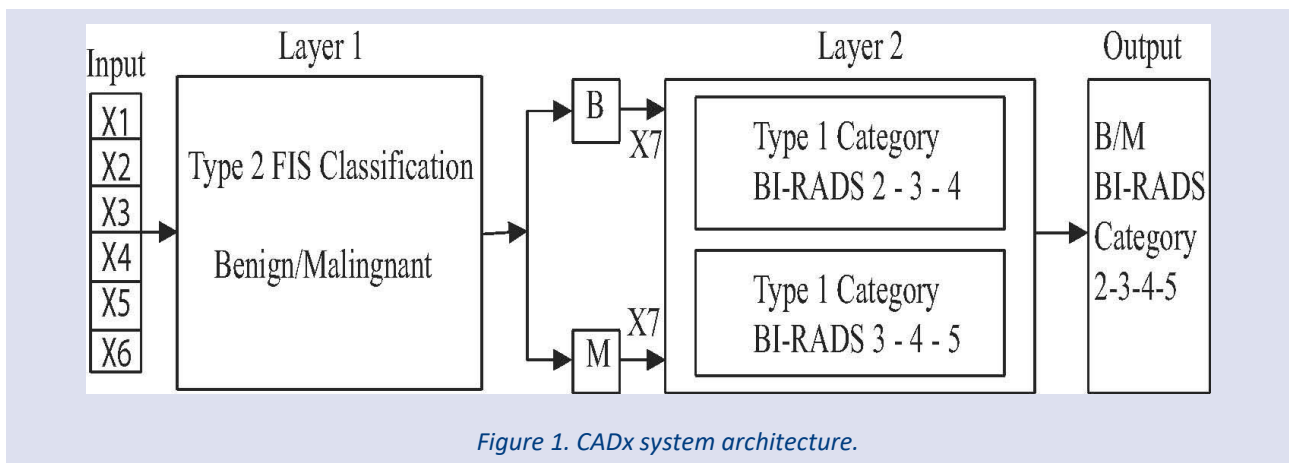 Input
X1
X2
X3
X4
X5
X6
Layer 1
Type 2 FIS Classification
Benign/Malingnant
B
X7
M
X7
Layer 2
Type 1 Category
BI-RADS 2 - 3 - 4
Type 1 Category
BI-RADS 3 - 4 - 5
Output
B/M
BI-RADS
Category
2-3-4-5
Figure 1. CADx system architecture.